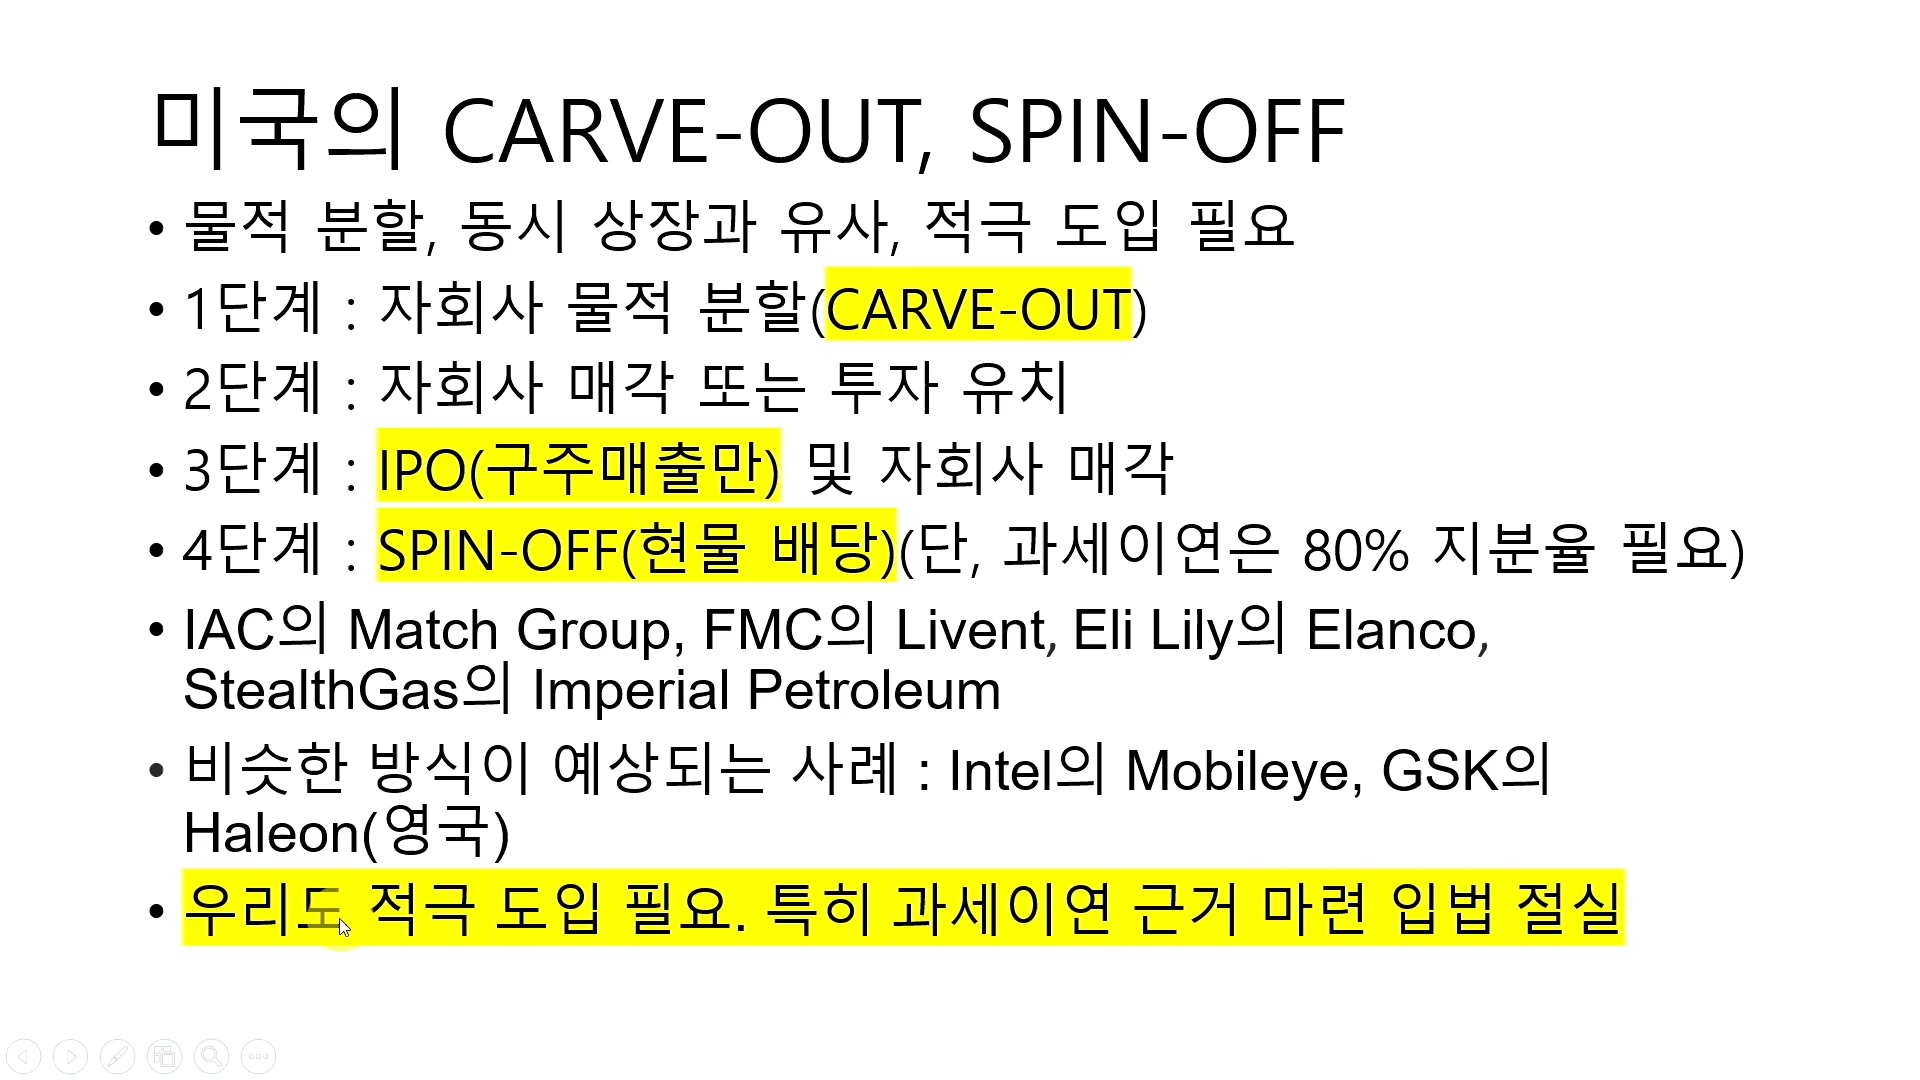 미국의 CARVE-OUT, SPIN-OFF
• 물적 분할, 동시 상장과 유사, 적극 도입 필요
• 1단계 : 자회사 물적 분할(CARVE-OUT)
• 2단계 : 자회사 매각 또는 투자 유치
• 3단계 : IPO(구주매출만) 및 자회사 매각
• 4단계 : SPIN-OFF(현물 배당)(단, 과세이연은 80% 지분율 필요)
• IAC의 Match Group, FMC의 Livent, Eli Lily의 Elanco,
StealthGas의 Imperial Petroleum
• 비슷한 방식이 예상되는 사례 : Intel의 Mobileye, GSK의
Haleon(영국)
• 우리도 적극 도입 필요. 특히 과세이연 근거 마련 입법 절실